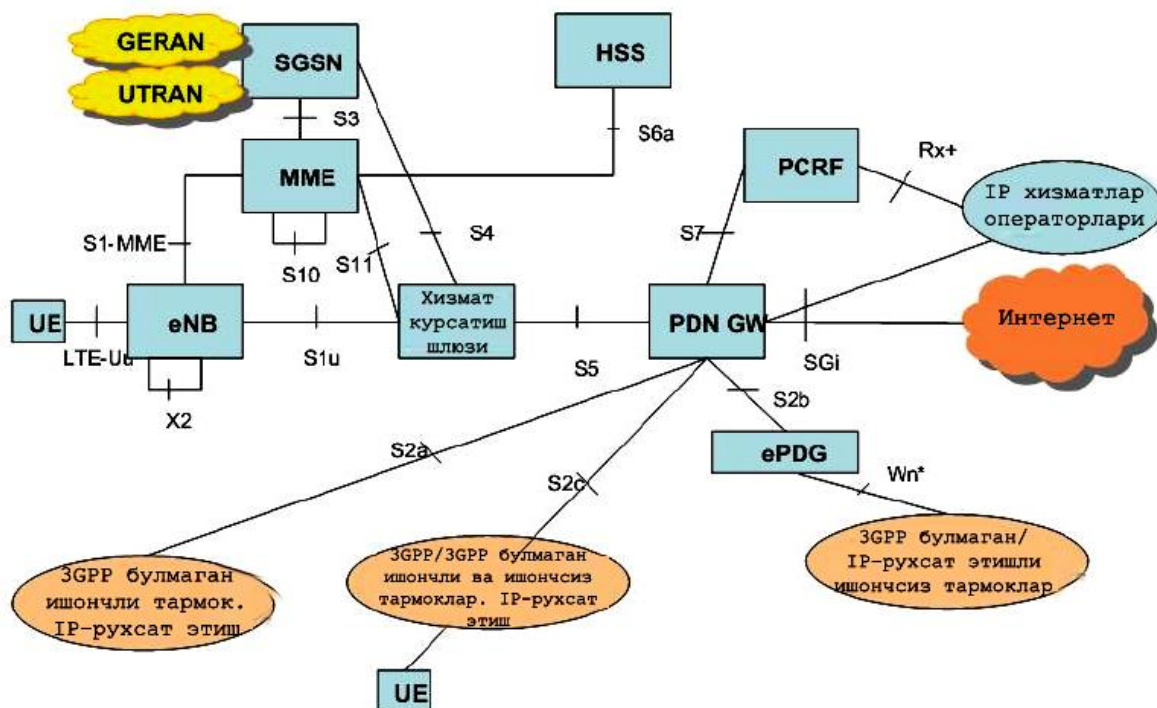 GERAN
UTRAN
SGSN
HSS
S3
S6a
MME
PCRF
Rx+
IP хизматлар
операторлари
S1-MME
S10
S11
S4
S7
UE
LTE-Uu
eNB
X2
S1u
Хизмат
курсатиш
шлюзи
S5
PDN GW
SGi
Интернет
S2b
ePDG
Wn*
S2a
S2c
3GPP булмаган
ишончли тармок.
IP-рухсат этиш
3GPP/3GPP булмаган
ишончли ва ишончсиз
тармоклар. IP-рухсат
этиш
3GPP булмаган/
IP-рухсат этишли
ишончсиз тармоклар
UE